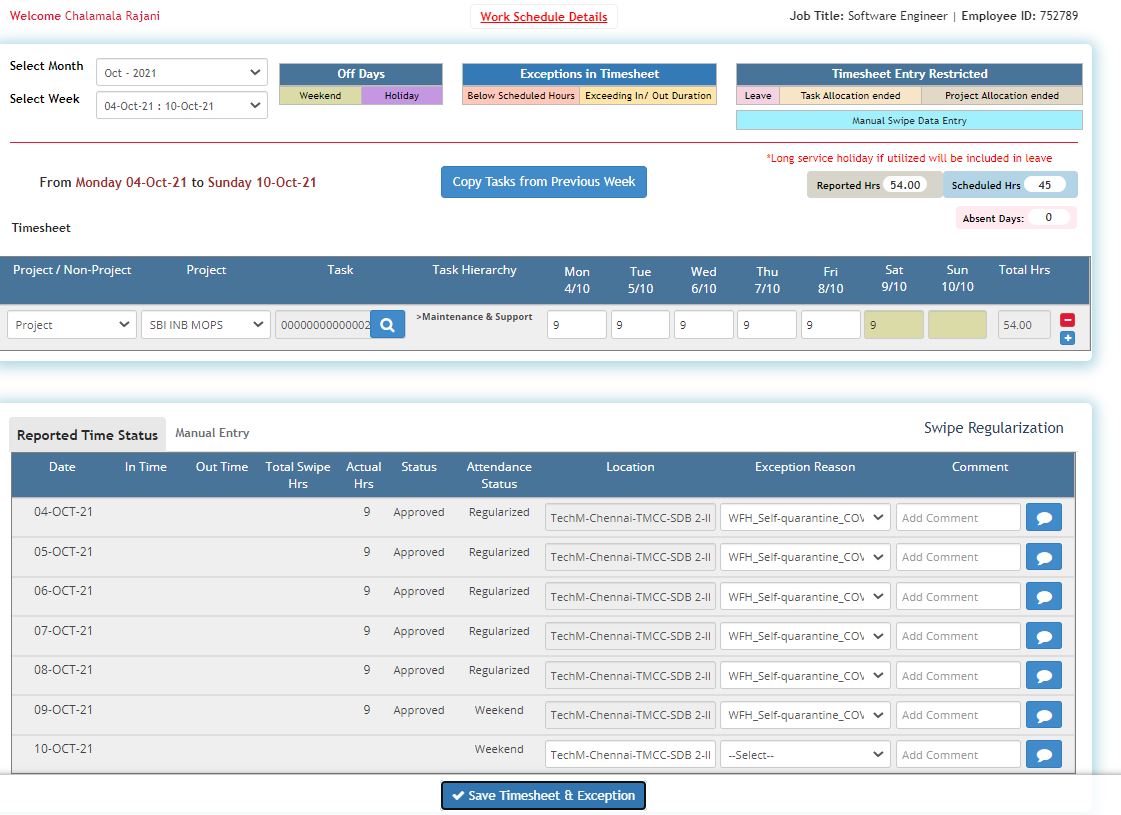 Welcome Chalamala Rajani
Work Schedule Details
Job Title: Software Engineer | Employee ID: 752789
Select Month
Oct - 2021
Select Week
04-Oct-21 : 10-Oct-21
Off Days
Weekend Holiday
Exceptions in Timesheet
Below Scheduled Hours Exceeding In/ Out Duration
Timesheet Entry Restricted
Leave Task Allocation ended Project Allocation ended
Manual Swipe Data Entry
*Long service holiday if utilized will be included in leave
From Monday 04-Oct-21 to Sunday 10-Oct-21
Copy Tasks from Previous Week
Reported Hrs 54.00 Scheduled Hrs 45
Absent Days: 0
Timesheet
Project / Non-Project Project Task Task Hierarchy Mon 4/10 Tue 5/10 Wed 6/10 Thu 7/10 Fri 8/10 Sat 9/10 Sun 10/10 Total Hrs
Project SBI INB MOPS 00000000000002 >Maintenance & Support 9 9 9 9 9 9 54.00
Reported Time Status Manual Entry
Swipe Regularization
Date In Time Out Time Total Swipe Hrs Actual Hrs Status Attendance Status Location Exception Reason Comment
04-OCT-21 9 Approved Regularized TechM-Chennai-TMCC-SDB 2-II WFH_Self-quarantine_COV Add Comment
05-OCT-21 9 Approved Regularized TechM-Chennai-TMCC-SDB 2-II WFH_Self-quarantine_COV Add Comment
06-OCT-21 9 Approved Regularized TechM-Chennai-TMCC-SDB 2-II WFH_Self-quarantine_COV Add Comment
07-OCT-21 9 Approved Regularized TechM-Chennai-TMCC-SDB 2-II WFH_Self-quarantine_COV Add Comment
08-OCT-21 9 Approved Regularized TechM-Chennai-TMCC-SDB 2-II WFH_Self-quarantine_COV Add Comment
09-OCT-21 9 Approved Weekend TechM-Chennai-TMCC-SDB 2-II WFH_Self-quarantine_COV Add Comment
10-OCT-21 Weekend TechM-Chennai-TMCC-SDB 2-II --Select-- Add Comment
Save Timesheet & Exception